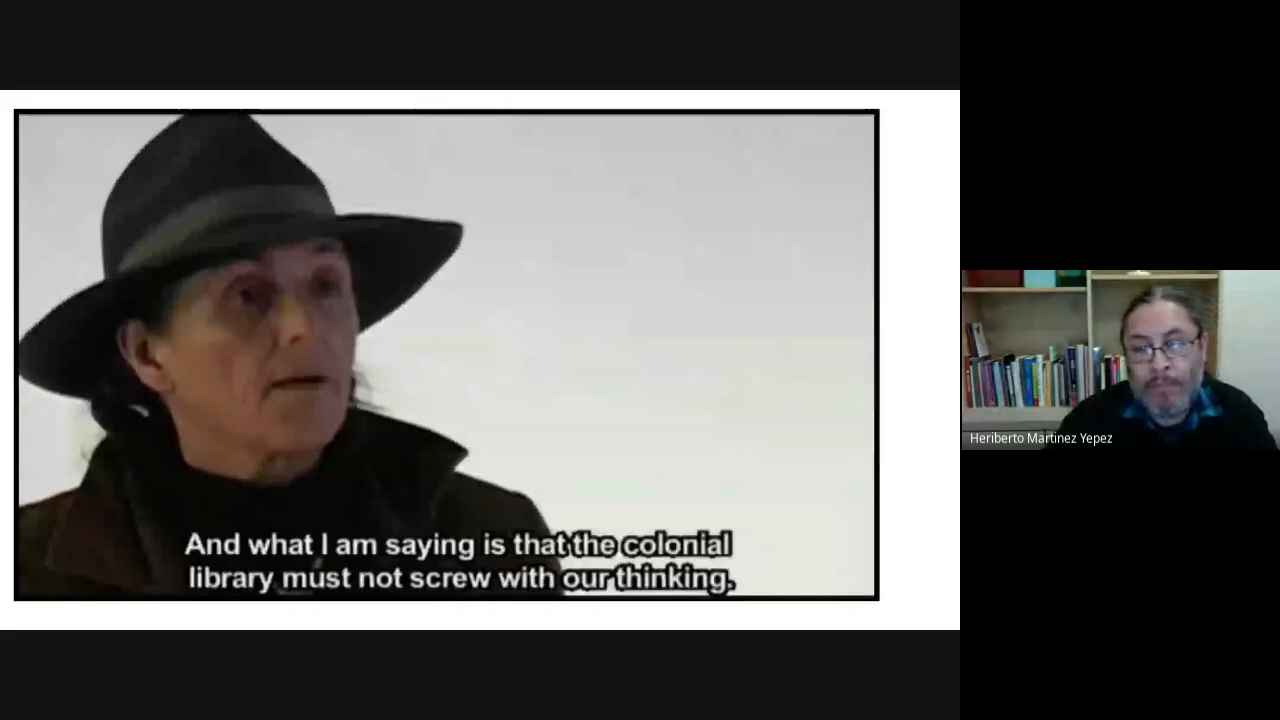 And what I am saying is that the colonial
library must not screw with our thinking.
Heriberto Martinez Yepez